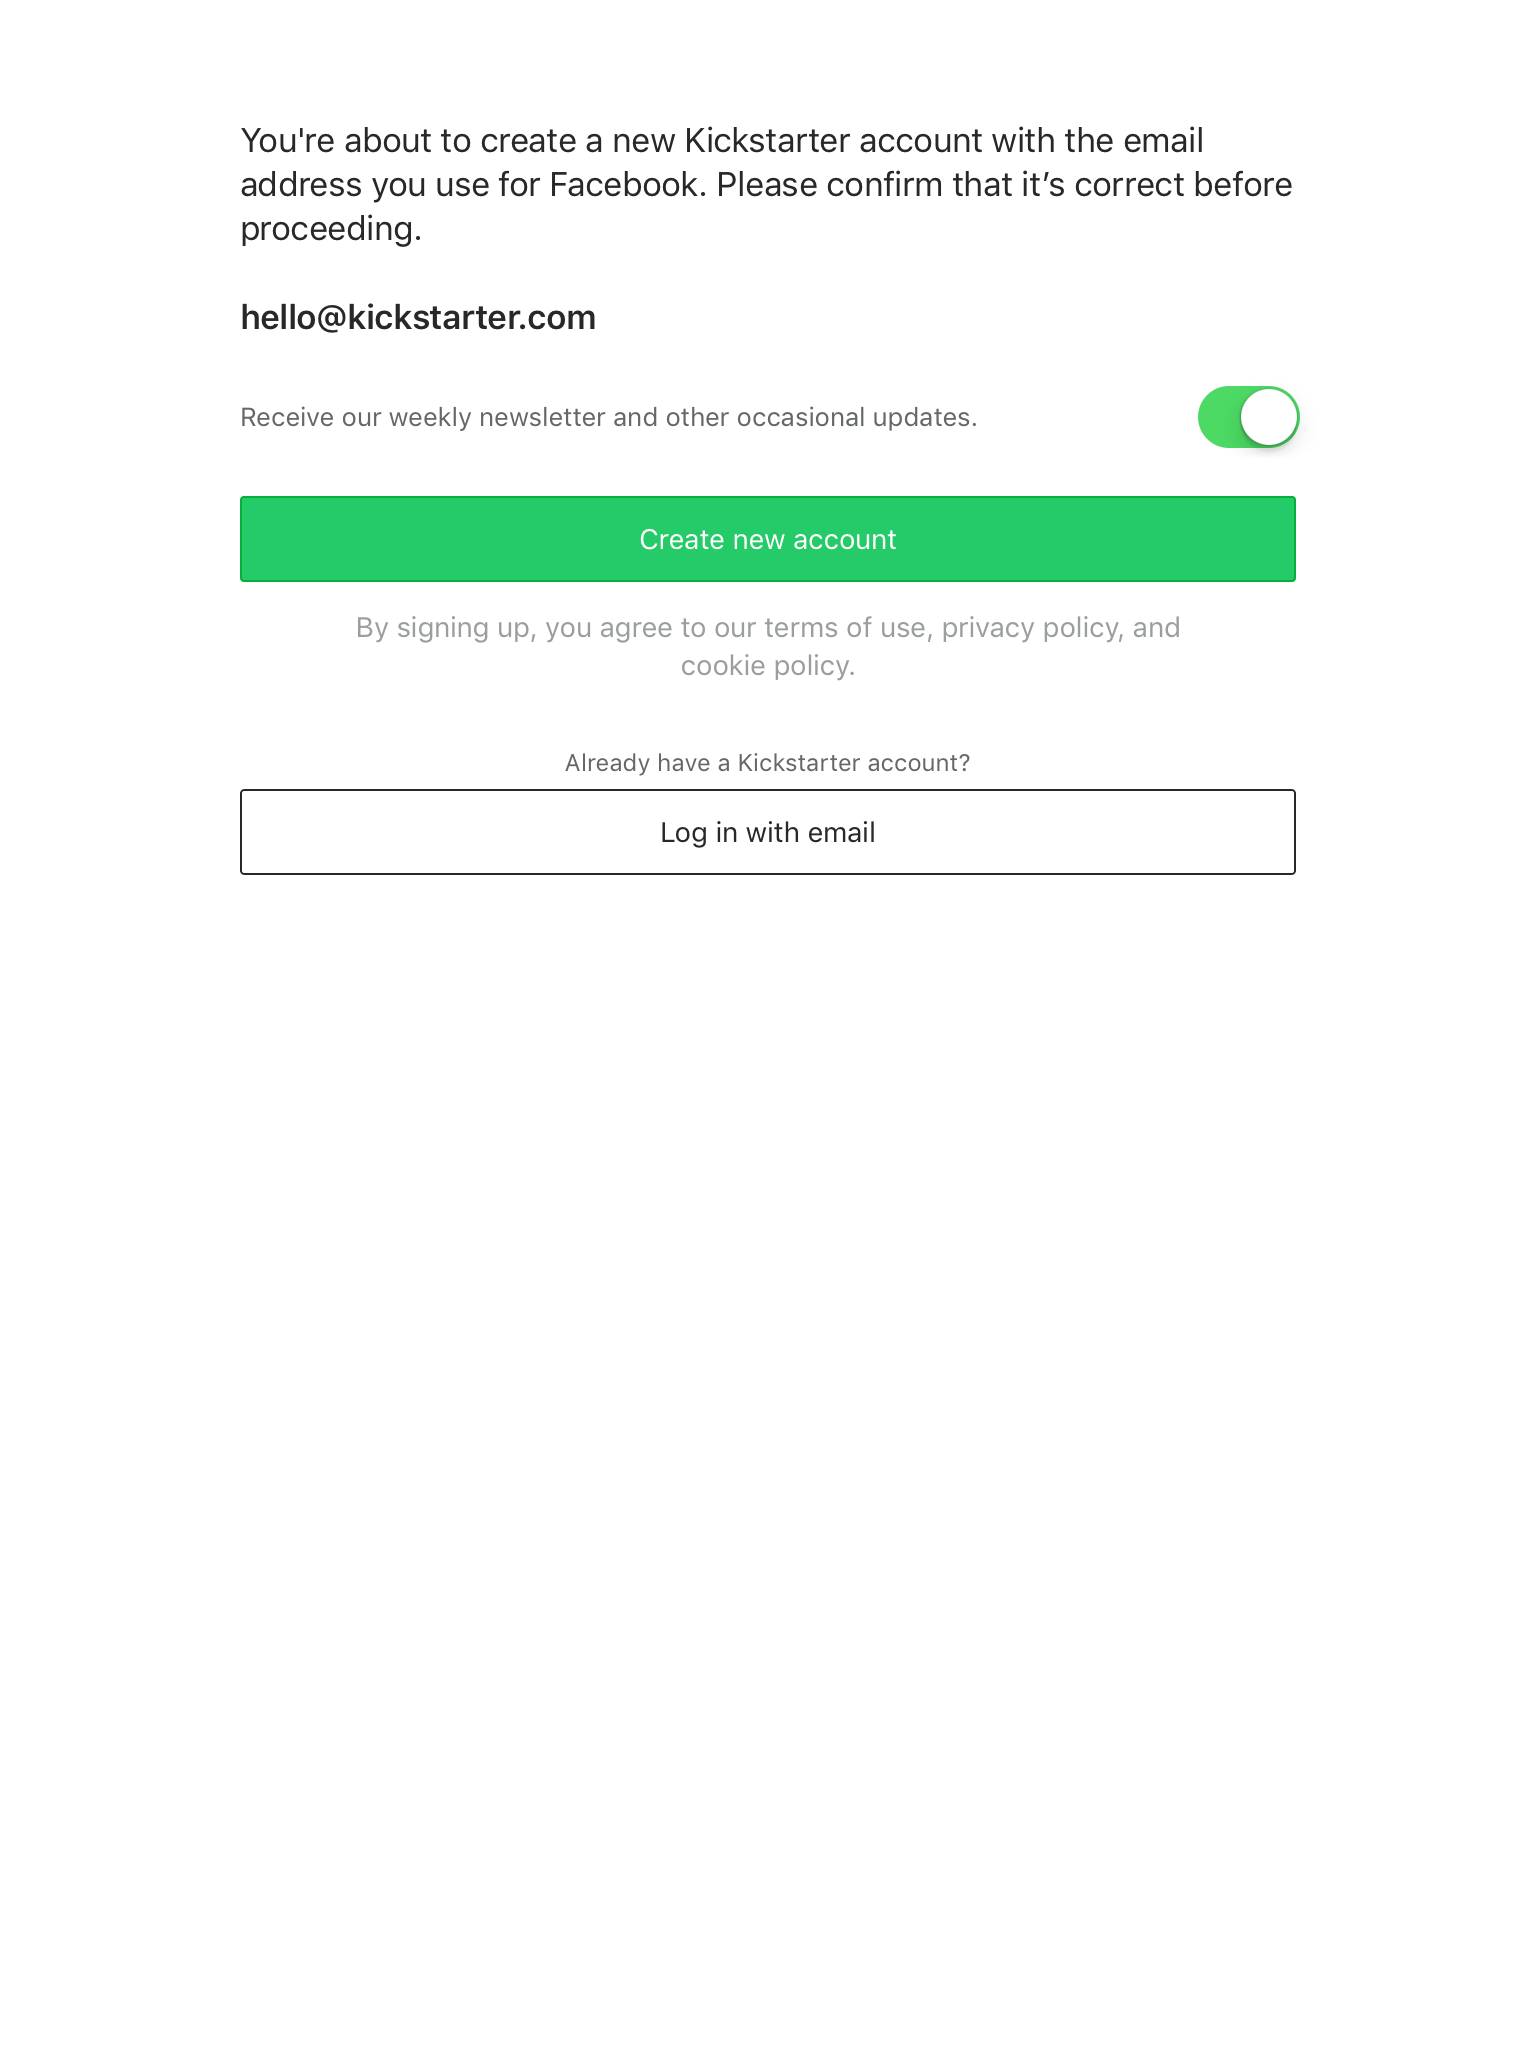 You're about to create a new Kickstarter account with the email
address you use for Facebook. Please confirm that it’s correct before
proceeding.
hello@kickstarter.com
Receive our weekly newsletter and other occasional updates.
Create new account
By signing up, you agree to our terms of use, privacy policy, and
cookie policy.
Already have a Kickstarter account?
Log in with email